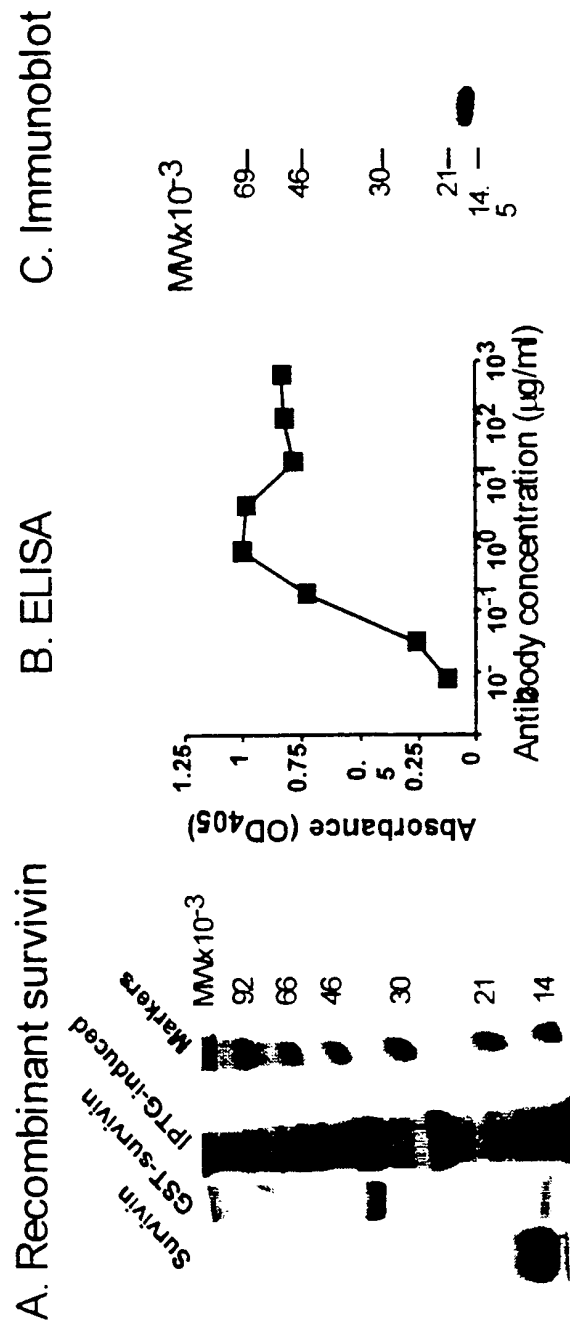 A. Recombinant survivin
Survivin
GST-survivin
IPTG-induced
Markers
MWx10-3
92
66
46
30
21
14
B. ELISA
Absorbance (OD405)
1.25
1
0.75
0.
5
0.25
0
10-
10-1
100
101
102
103
Antibody concentration (µg/ml)
C. Immunoblot
MWx10-3
69
46
30
21
14.
5